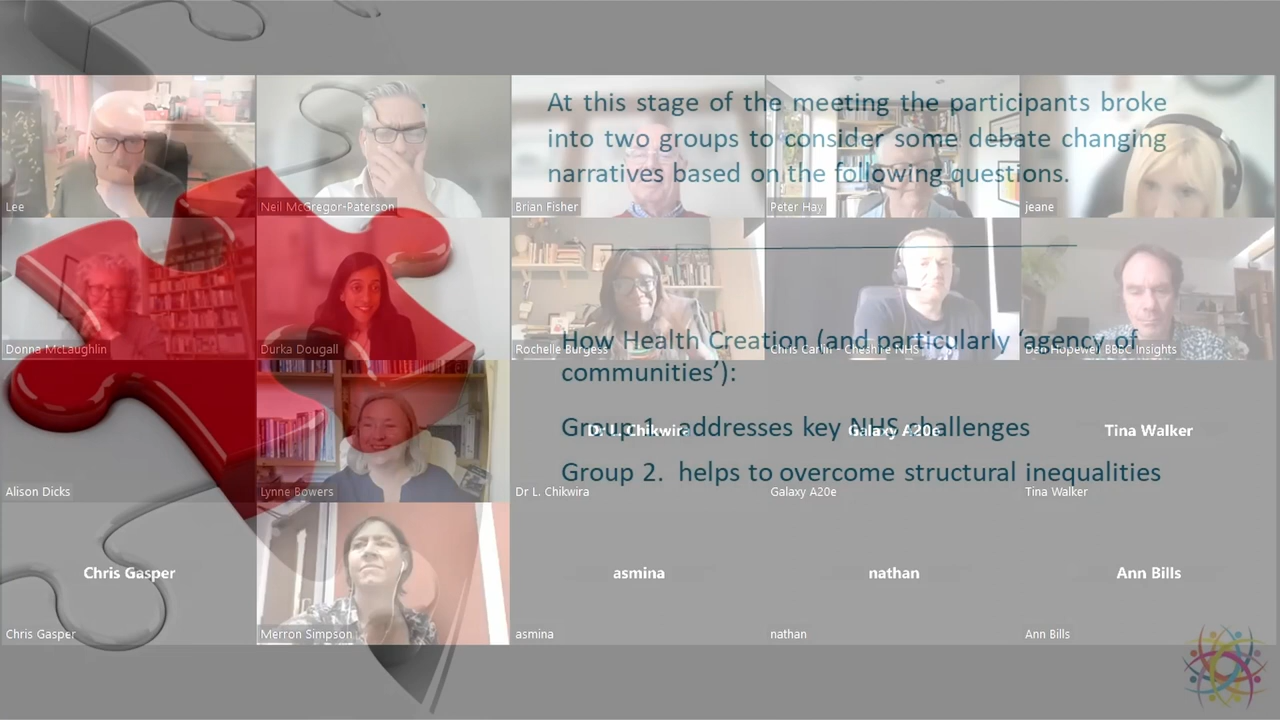 At this stage of the meeting the participants broke
into two groups to consider some debate changing
narratives based on the following questions.
Lee
Neil McGregor-Paterson
Brian Fisher
Peter Hay
jeane
How Health Creation (and particularly ‘agency of
communities’):
Donna McLaughlin
Durka Dougall
Rochelle Burgess
Chris Carlin - Cheshire NHS
Dan Hopewell BBBC Insights
Group 1. addresses key NHS challenges
Dr L. Chikwira
Galaxy A20e
Tina Walker
Group 2. helps to overcome structural inequalities
Alison Dicks
Lynne Bowers
Dr L. Chikwira
Galaxy A20e
Tina Walker
Chris Gasper
asmina
nathan
Ann Bills
Chris Gasper
Merron Simpson
asmina
nathan
Ann Bills